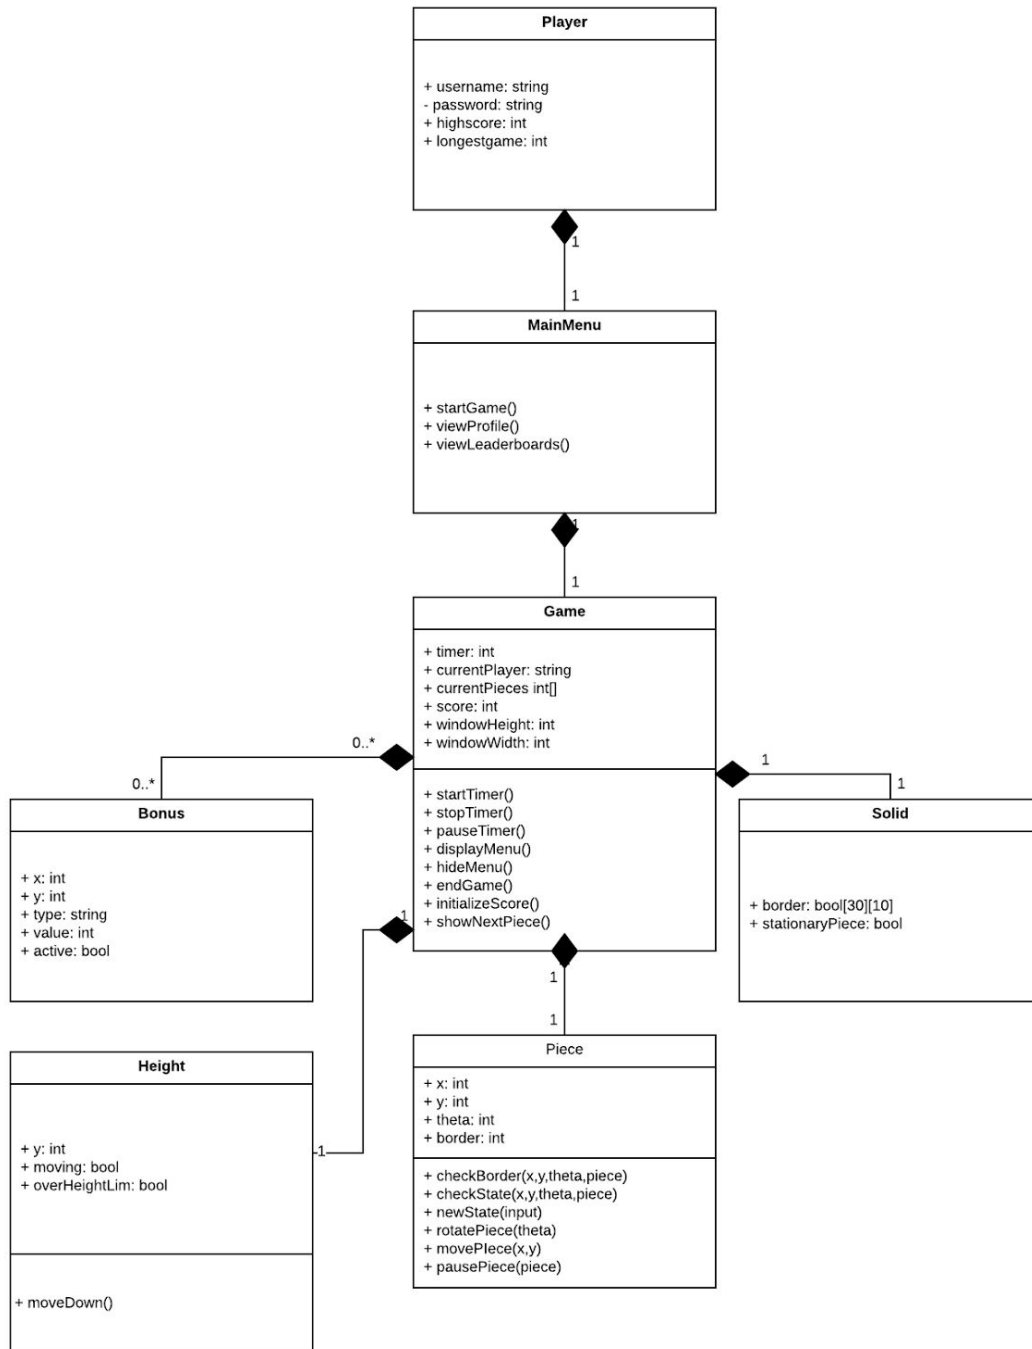 Player
+ username: string
- password: string
+ highscore: int
+ longestgame: int
1
1
MainMenu
+ startGame()
+ viewProfile()
+ viewLeaderboards()
1
1
Game
+ timer: int
+ currentPlayer: string
+ currentPieces int[]
+ score: int
+ windowHeight: int
+ windowWidth: int
+ startTimer()
+ stopTimer()
+ pauseTimer()
+ displayMenu()
+ hideMenu()
+ endGame()
+ initializeScore()
+ showNextPiece()
0..*
0..*
Bonus
+ x: int
+ y: int
+ type: string
+ value: int
+ active: bool
1
1
Solid
+ border: bool[30][10]
+ stationaryPiece: bool
1
1
Height
+ y: int
+ moving: bool
+ overHeightLim: bool
+ moveDown()
1
1
Piece
+ x: int
+ y: int
+ theta: int
+ border: int
+ checkBorder(x,y,theta,piece)
+ checkState(x,y,theta,piece)
+ newState(input)
+ rotatePiece(theta)
+ movePIece(x,y)
+ pausePiece(piece)